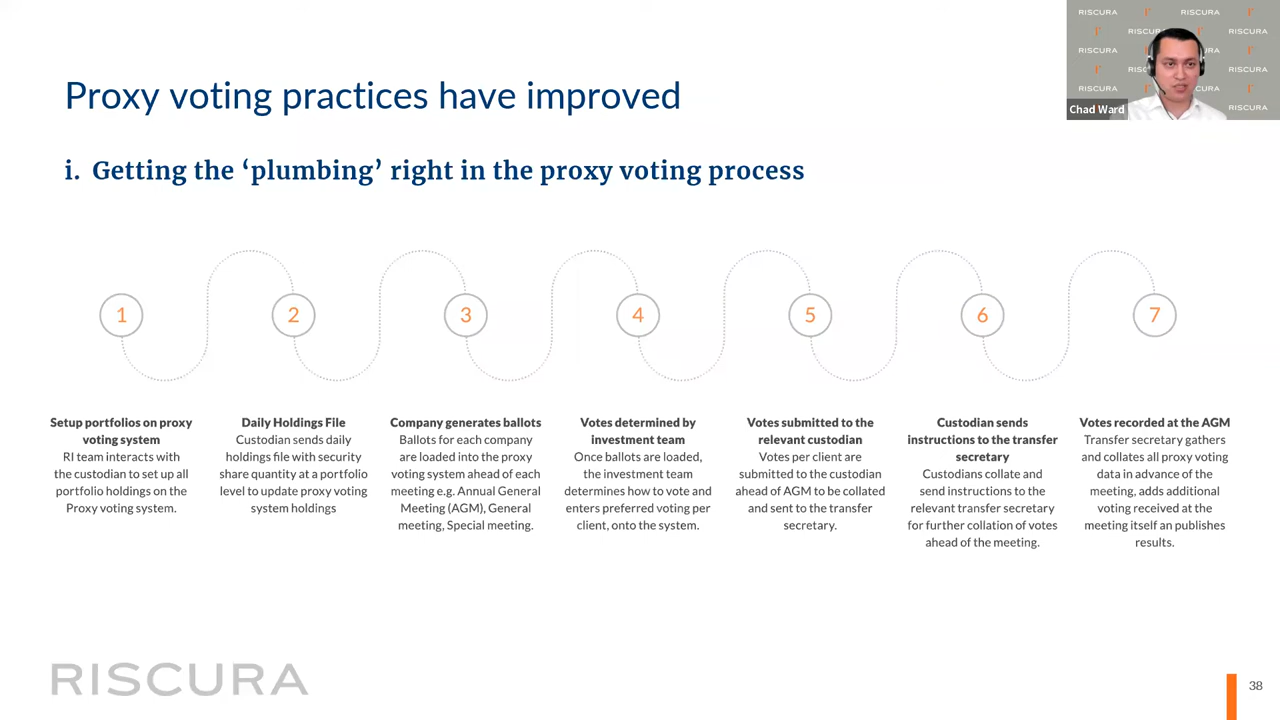 RISCURA RISCURA
RISCURA RISCURA
RISCURA RISCURA
RISCURA
RISCURA
RISCURA
Chad Ward
Proxy voting practices have improved
i. Getting the ‘plumbing’ right in the proxy voting process
1 2 3 4 5 6 7
Setup portfolios on proxy
voting system
RI team interacts with
the custodian to set up all
portfolio holdings on the
Proxy voting system.
Daily Holdings File
Custodian sends daily
holdings file with security
share quantity at a portfolio
level to update proxy voting
system holdings
Company generates ballots
Ballots for each company
are loaded into the proxy
voting system ahead of each
meeting e.g. Annual General
Meeting (AGM), General
meeting, Special meeting.
Votes determined by
investment team
Once ballots are loaded,
the investment team
determines how to vote and
enters preferred voting per
client, onto the system.
Votes submitted to the
relevant custodian
Votes per client are
submitted to the custodian
ahead of AGM to be collated
and sent to the transfer
secretary.
Custodian sends
instructions to the transfer
secretary
Custodians collate and
send instructions to the
relevant transfer secretary
for further collation of votes
ahead of the meeting.
Votes recorded at the AGM
Transfer secretary gathers
and collates all proxy voting
data in advance of the
meeting, adds additional
voting received at the
meeting itself an publishes
results.
RISCURA
38